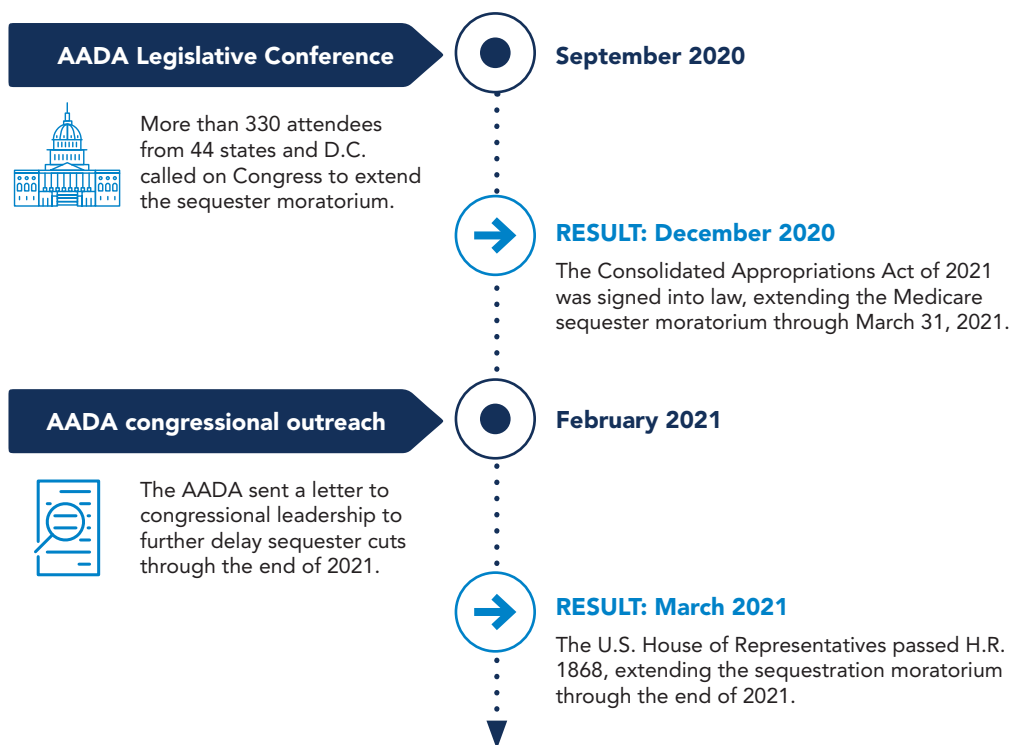 AADA Legislative Conference
September 2020
More than 330 attendees
from 44 states and D.C.
called on Congress to extend
the sequester moratorium.
RESULT: December 2020
The Consolidated Appropriations Act of 2021
was signed into law, extending the Medicare
sequester moratorium through March 31, 2021.
AADA congressional outreach
February 2021
The AADA sent a letter to
congressional leadership to
further delay sequester cuts
through the end of 2021.
RESULT: March 2021
The U.S. House of Representatives passed H.R.
1868, extending the sequestration moratorium
through the end of 2021.